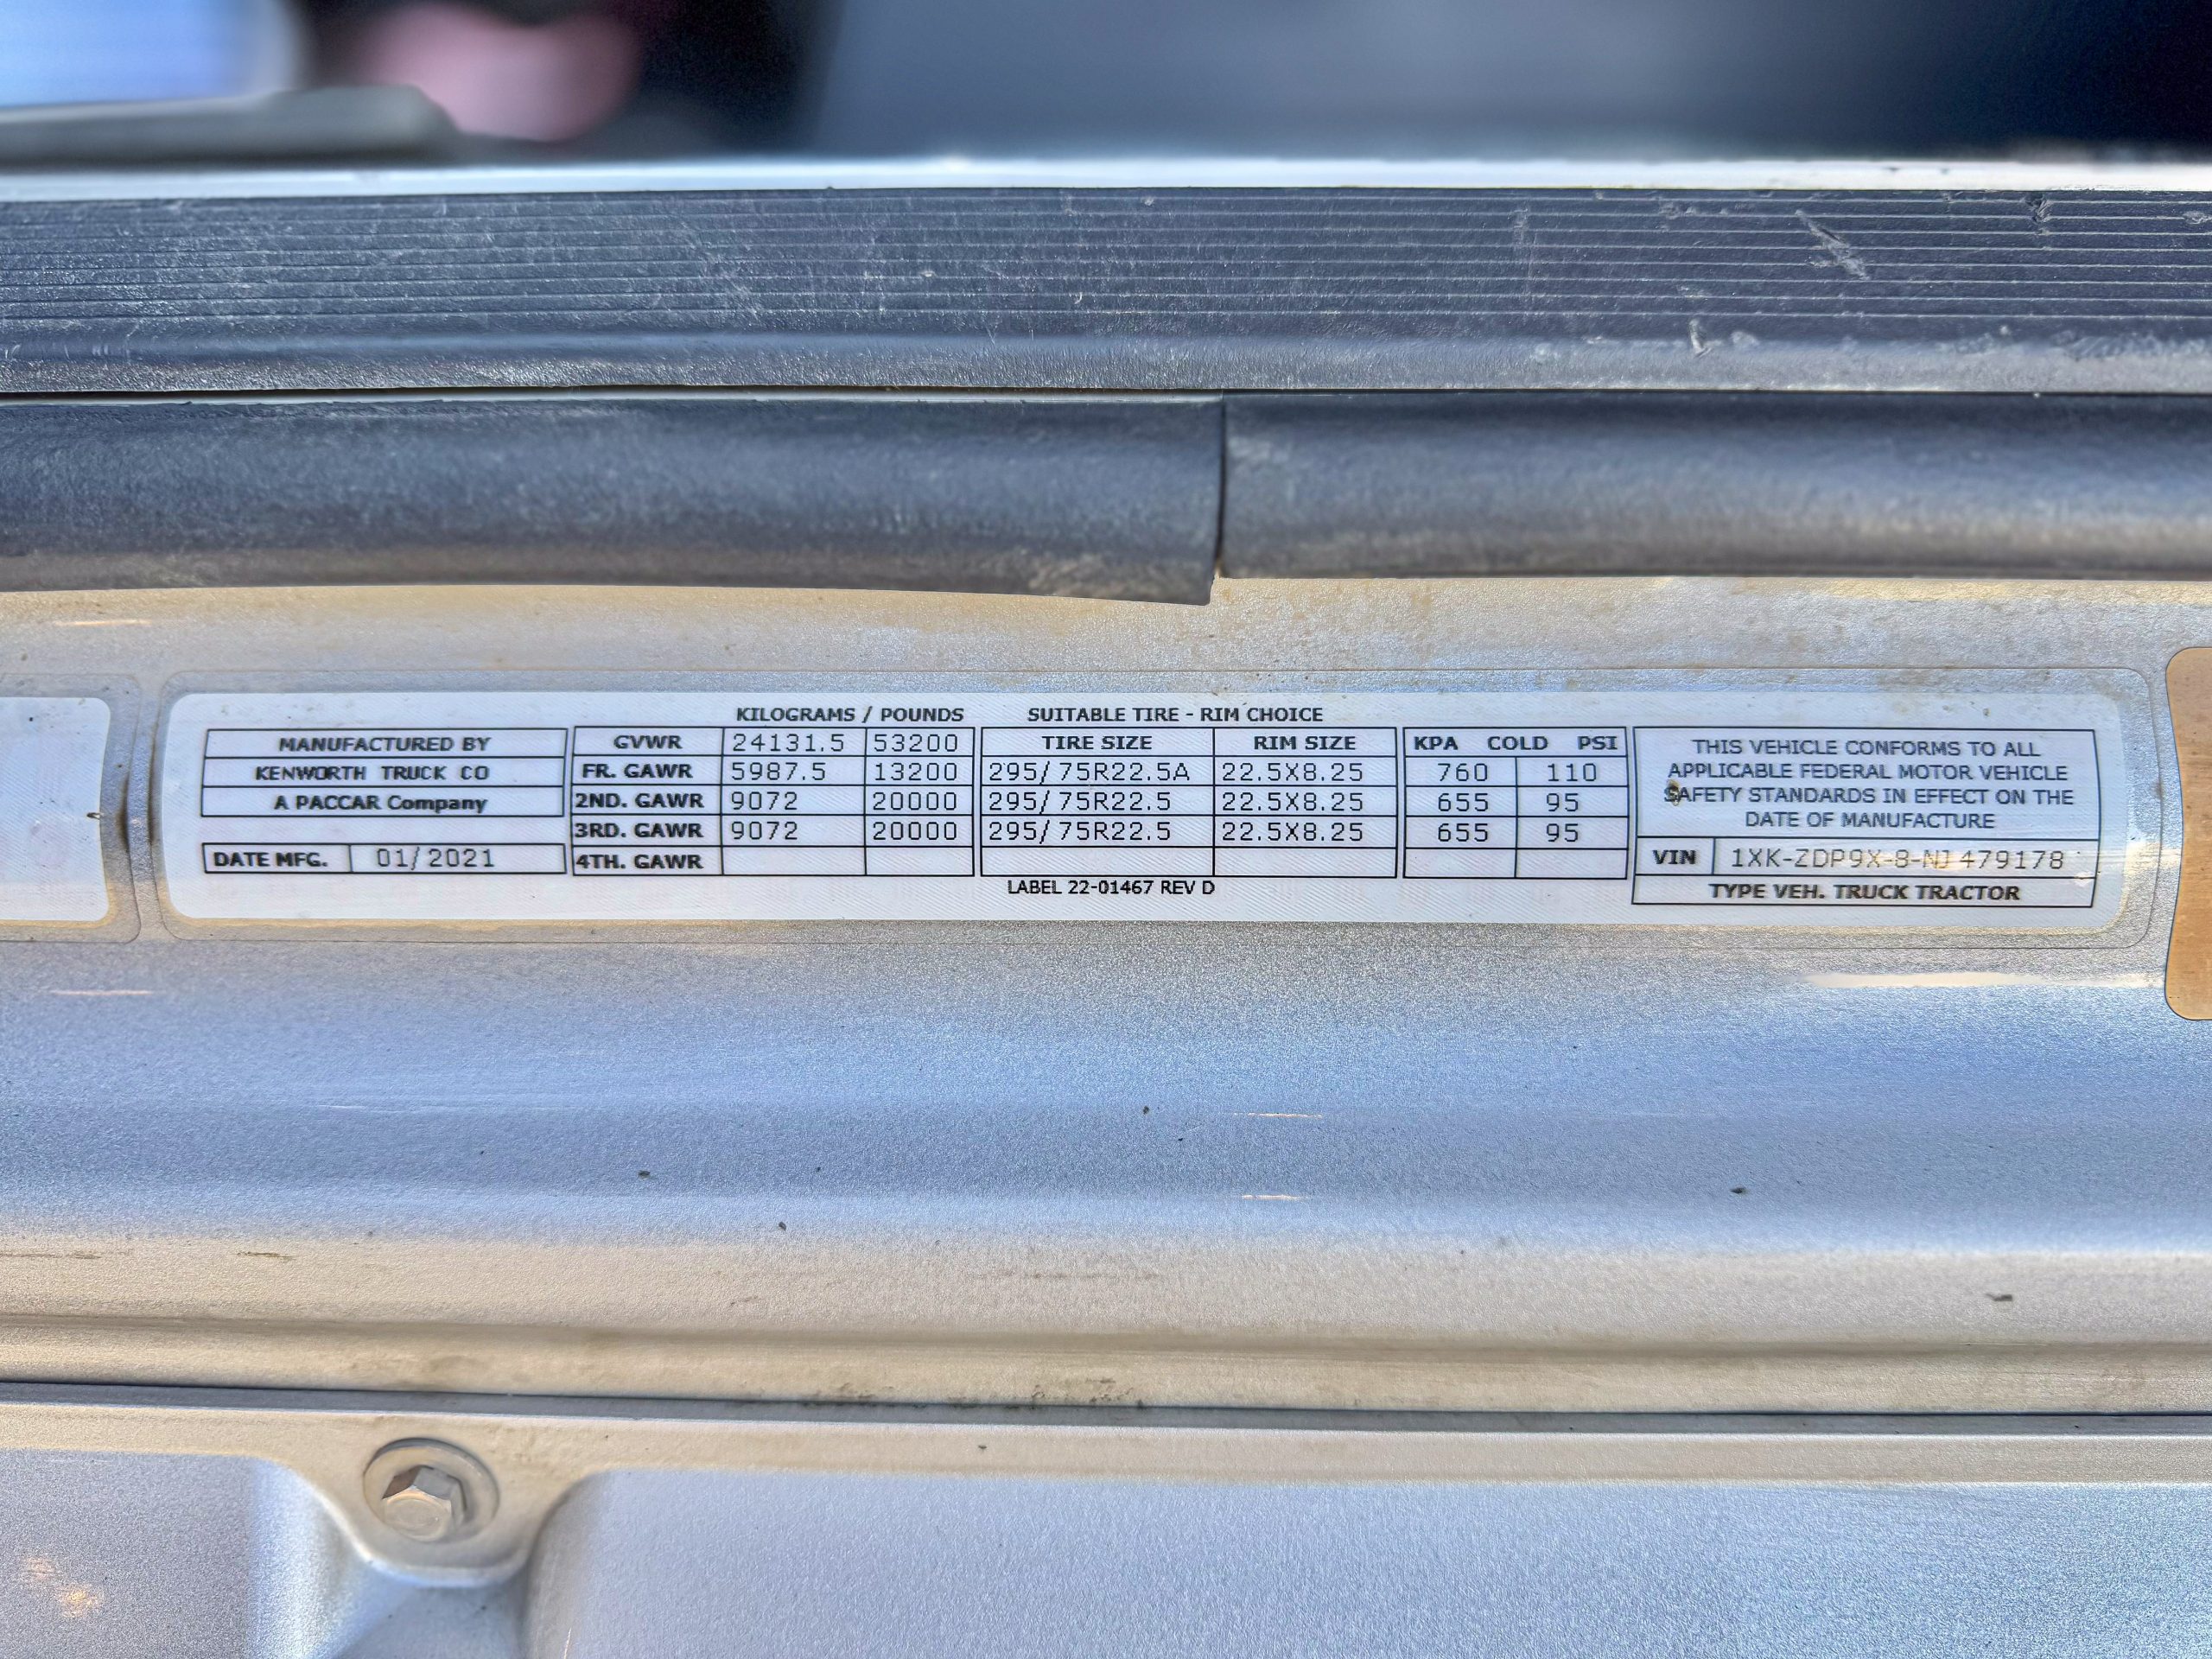 KILOGRAMS / POUNDS SUITABLE TIRE - RIM CHOICE
MANUFACTURED BY
KENWORTH TRUCK CO
A PACCAR Company
DATE MFG. 01/2021
GVWR 24131.5 53200 TIRE SIZE RIM SIZE KPA COLD PSI
FR. GAWR 5987.5 13200 295/75R22.5A 22.5X8.25 760 110
2ND. GAWR 9072 20000 295/75R22.5 22.5X8.25 655 95
3RD. GAWR 9072 20000 295/75R22.5 22.5X8.25 655 95
4TH. GAWR
LABEL 22-01467 REV D
THIS VEHICLE CONFORMS TO ALL
APPLICABLE FEDERAL MOTOR VEHICLE
SAFETY STANDARDS IN EFFECT ON THE
DATE OF MANUFACTURE
VIN 1XK-ZDP9X-8-NJ 479178
TYPE VEH. TRUCK TRACTOR